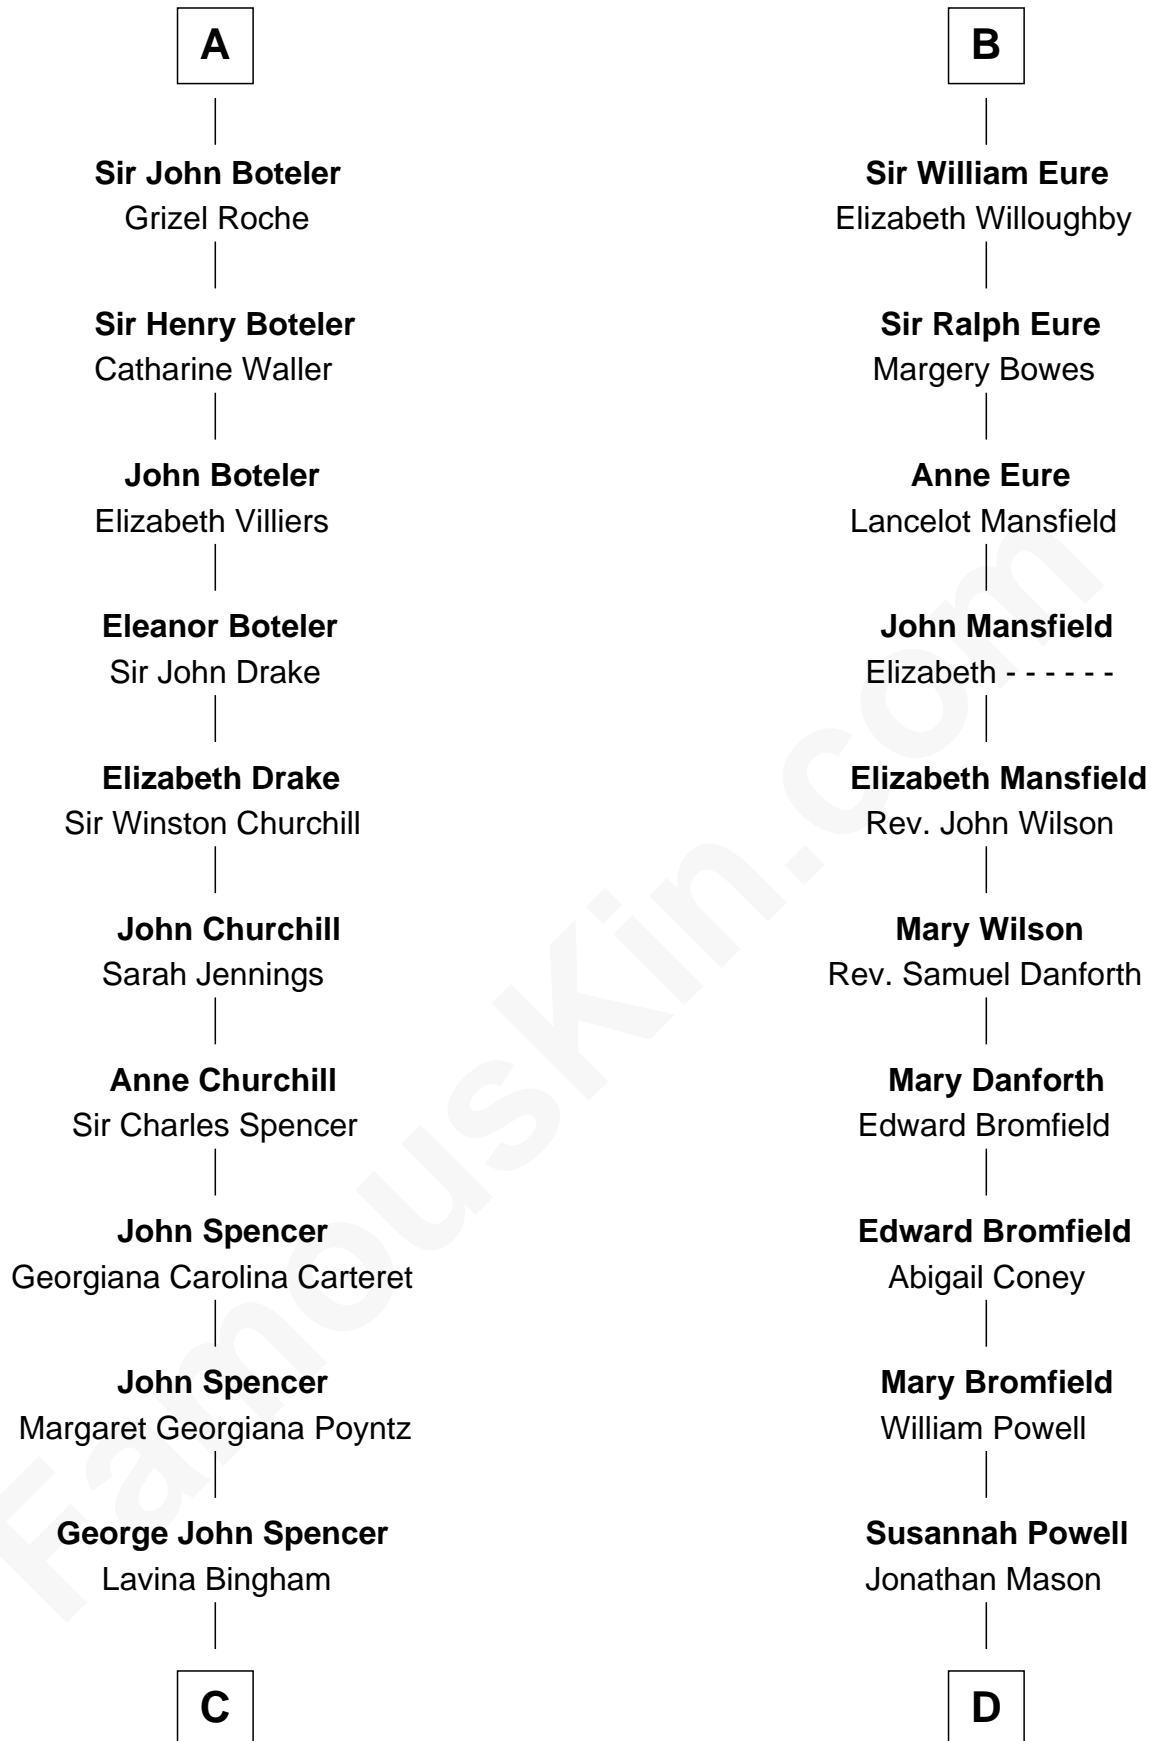 A
Sir John Boteler
Grizel Roche
Sir Henry Boteler
Catharine Waller
John Boteler
Elizabeth Villiers
Eleanor Boteler
Sir John Drake
Elizabeth Drake
Sir Winston Churchill
John Churchill
Sarah Jennings
Anne Churchill
Sir Charles Spencer
John Spencer
Georgiana Carolina Carteret
John Spencer
Margaret Georgiana Poyntz
George John Spencer
Lavina Bingham
C
B
Sir William Eure
Elizabeth Willoughby
Sir Ralph Eure
Margery Bowes
Anne Eure
Lancelot Mansfield
John Mansfield
Elizabeth - - - - - -
Elizabeth Mansfield
Rev. John Wilson
Mary Wilson
Rev. Samuel Danforth
Mary Danforth
Edward Bromfield
Edward Bromfield
Abigail Coney
Mary Bromfield
William Powell
Susannah Powell
Jonathan Mason
D
FamousKin.com